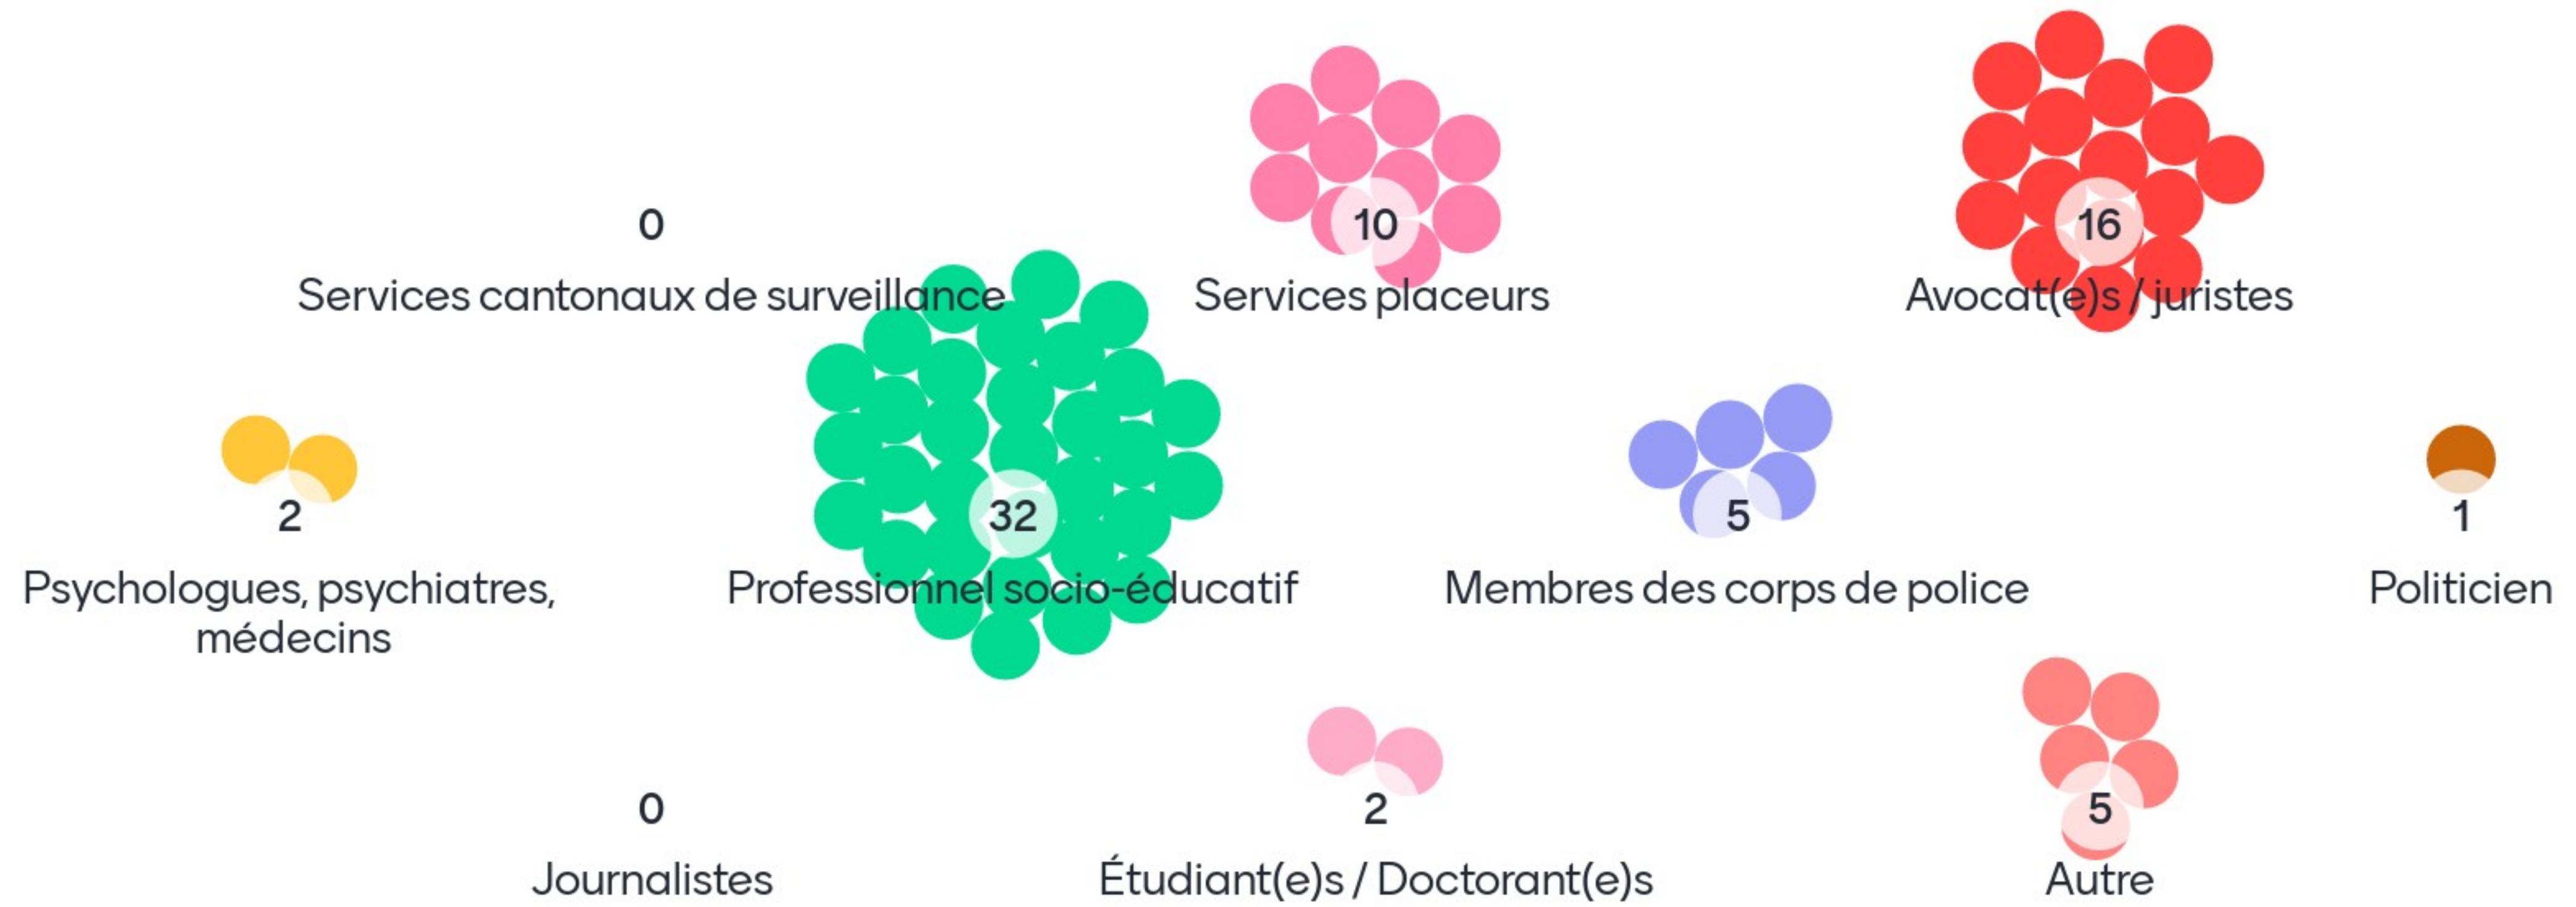 0
Services cantonaux de surveillance
10
Services placeurs
16
Avocat(e)s / juristes
2
Psychologues, psychiatres,
médecins
32
Professionnel socio-éducatif
5
Membres des corps de police
1
Politicien
0
Journalistes
2
Étudiant(e)s / Doctorant(e)s
5
Autre